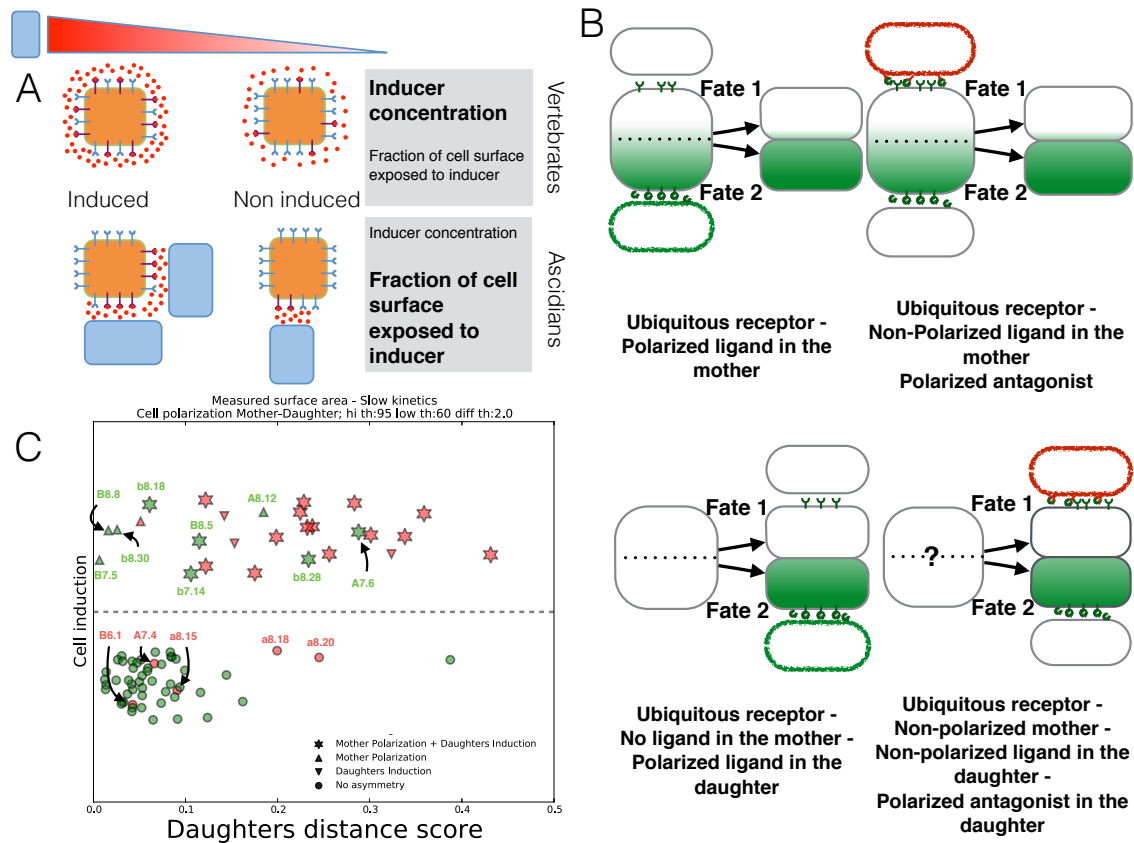 A
Induced
Non induced
Inducer
concentration
Fraction of cell surface
exposed to inducer
Vertebrates
Inducer concentration
Fraction of cell
surface
exposed to
inducer
Ascidians
B
Fate 1
Fate 2
Ubiquitous receptor -
Polarized ligand in the
mother
Fate 1
Fate 2
Ubiquitous receptor -
Non-Polarized ligand in the
mother
Polarized antagonist
Fate 1
Fate 2
Ubiquitous receptor -
No ligand in the mother -
Polarized ligand in the
daughter
?
Fate 1
Fate 2
Ubiquitous receptor -
Non-polarized mother -
Non-polarized ligand in the
daughter -
Polarized antagonist in the
daughter
C
Measured surface area - Slow kinetics
Cell polarization Mother-Daughter; hi th:95 low th:60 diff th:2.0
Cell induction
B8.8
b8.18
A8.12
B8.5
b8.30
B7.5
b7.14
b8.28
A7.6
B6.1
A7.4
a8.15
a8.18
a8.20
Mother Polarization + Daughters Induction
Mother Polarization
Daughters Induction
No asymmetry
0.0
0.1
0.2
0.3
0.4
0.5
Daughters distance score